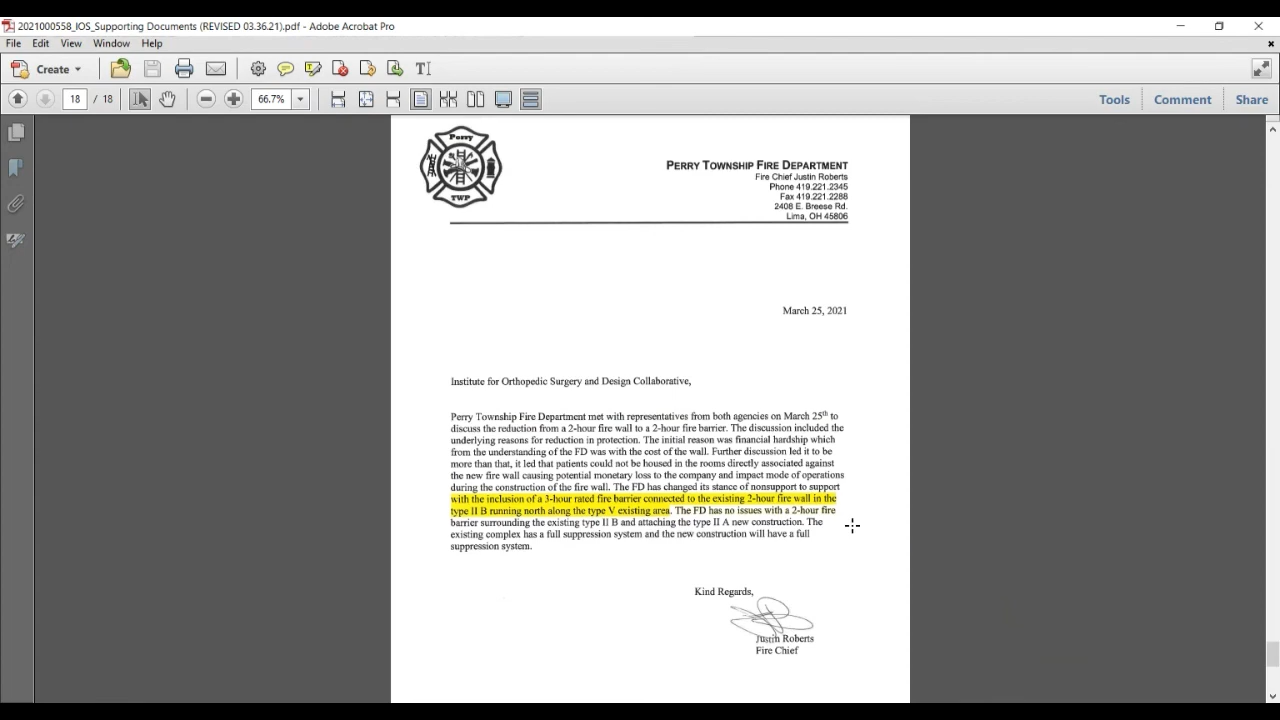 2021000558_IOS_Supporting Documents (REVISED 03.36.21).pdf - Adobe Acrobat Pro
File Edit View Window Help
Create
18 / 18 66.7% Tools Comment Share
Perry
TWP
PERRY TOWNSHIP FIRE DEPARTMENT
Fire Chief Justin Roberts
Phone 419.221.2345
Fax 419.221.2288
2408 E. Breese Rd.
Lima, OH 45806
March 25, 2021
Institute for Orthopedic Surgery and Design Collaborative,
Perry Township Fire Department met with representatives from both agencies on March 25th to
discuss the reduction from a 2-hour fire wall to a 2-hour fire barrier. The discussion included the
underlying reasons for reduction in protection. The initial reason was financial hardship which
from the understanding of the FD was with the cost of the wall. Further discussion led it to be
more than that, it led that patients could not be housed in the rooms directly associated against
the new fire wall causing potential monetary loss to the company and impact mode of operations
during the construction of the fire wall. The FD has changed its stance of nonsupport to support
with the inclusion of a 3-hour rated fire barrier connected to the existing 2-hour fire wall in the
type II B running north along the type V existing area. The FD has no issues with a 2-hour fire
barrier surrounding the existing type II B and attaching the type II A new construction. The
existing complex has a full suppression system and the new construction will have a full
suppression system.
Kind Regards,
Justin Roberts
Fire Chief